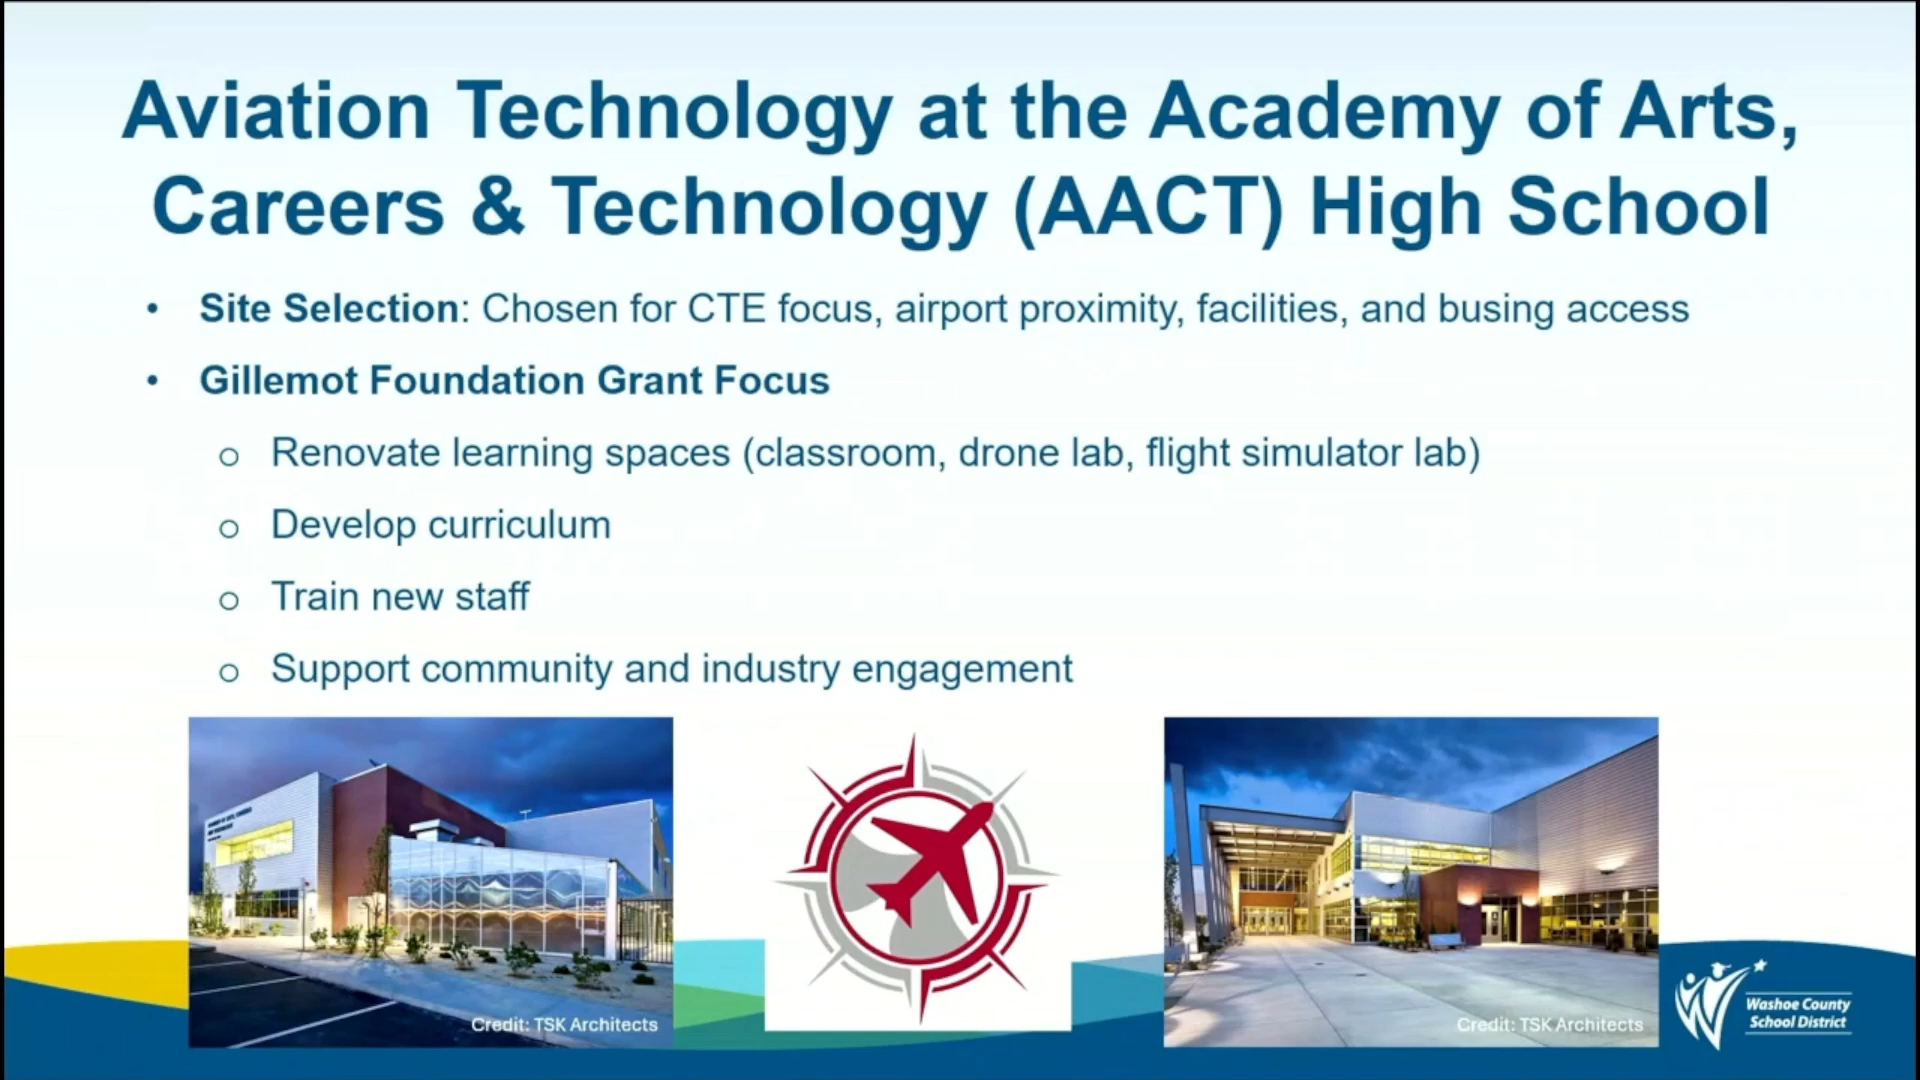 Aviation Technology at the Academy of Arts,
Careers & Technology (AACT) High School
• Site Selection: Chosen for CTE focus, airport proximity, facilities, and busing access
• Gillemot Foundation Grant Focus
o Renovate learning spaces (classroom, drone lab, flight simulator lab)
o Develop curriculum
o Train new staff
o Support community and industry engagement
Credit: TSK Architects
Credit: TSK Architects
Washoe County
School District